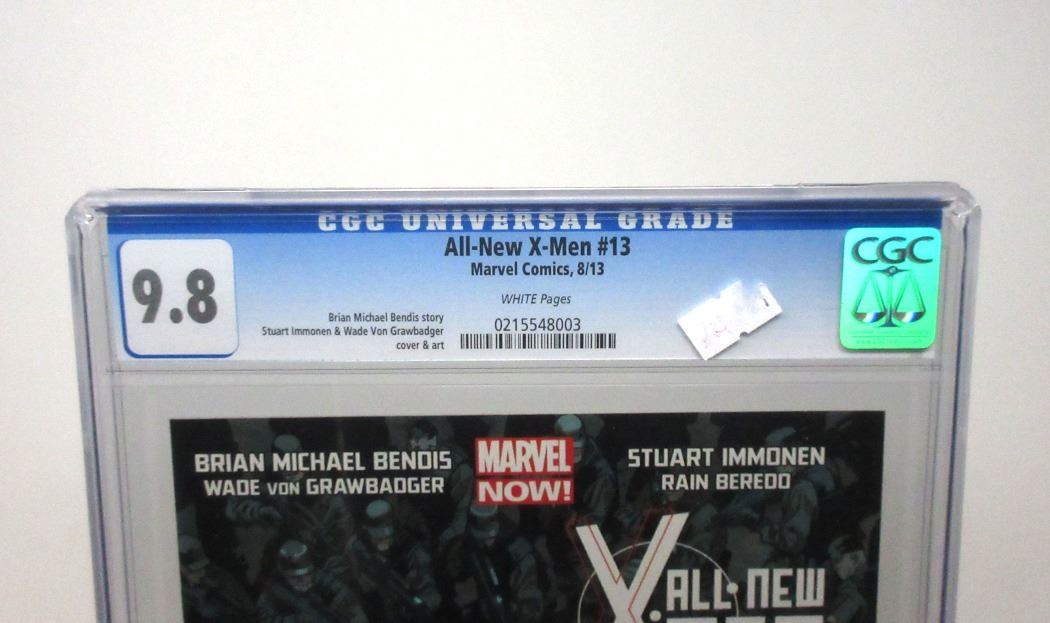 CGC UNIVERSAL GRADE
All-New X-Men #13
Marvel Comics, 8/13
9.8
WHITE Pages
Brian Michael Bendis story
Stuart Immonen & Wade Von Grawbadger
cover & art
0215548003
CGC
BRIAN MICHAEL BENDIS
WADE VON GRAWBADGER
MARVEL
NOW!
STUART IMMONEN
RAIN BEREDO
X
ALL NEW